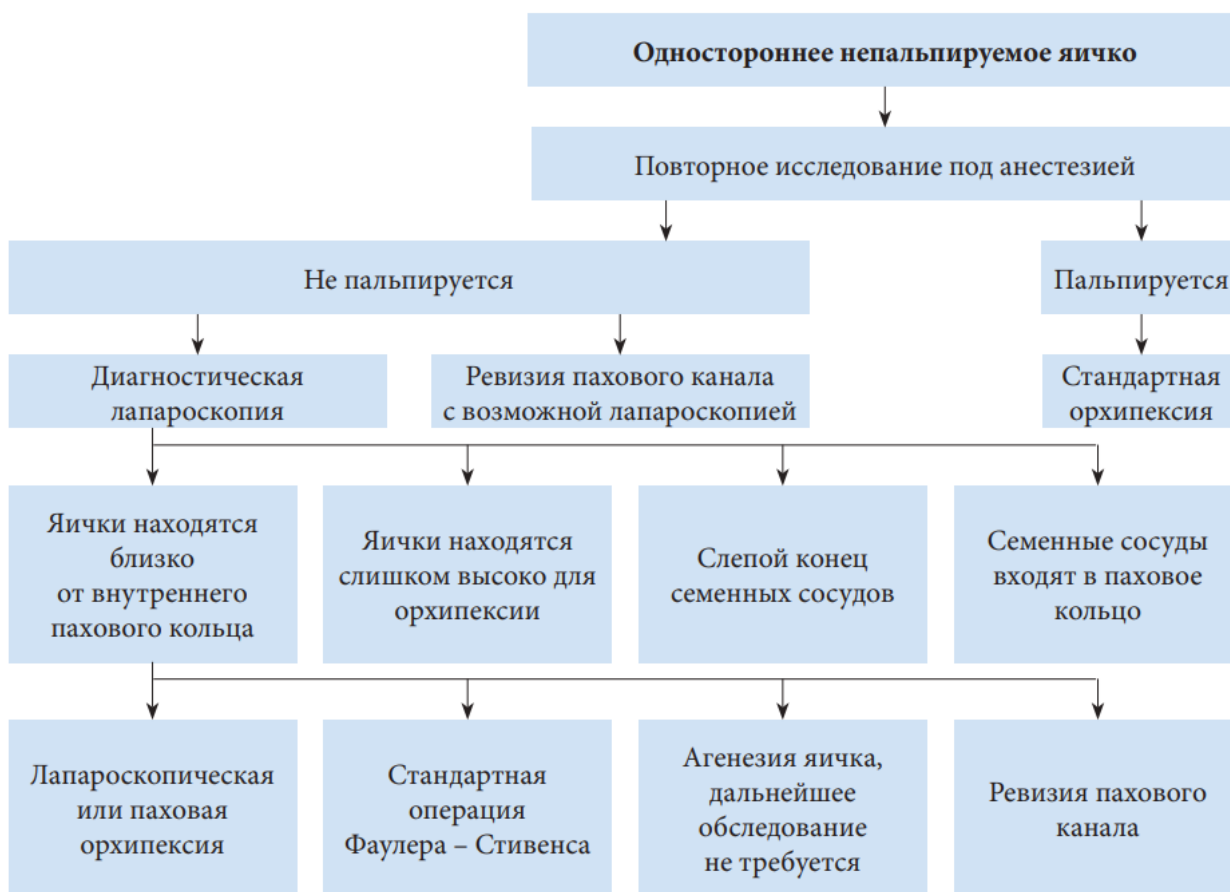 Одностороннее непальпируемое яичко
Повторное исследование под анестезией
Не пальпируется
Пальпируется
Диагностическая
лапароскопия
Ревизия пахового канала
с возможной лапароскопией
Стандартная
орхипексия
Яички находятся
близко
от внутреннего
пахового кольца
Яички находятся
слишком высоко для
орхипексии
Слепой конец
семенных сосудов
Семенные сосуды
входят в паховое
кольцо
Лапароскопическая
или паховая
орхипексия
Стандартная
операция
Фаулера – Стивенса
Агенезия яичка,
дальнейшее
обследование
не требуется
Ревизия пахового
канала